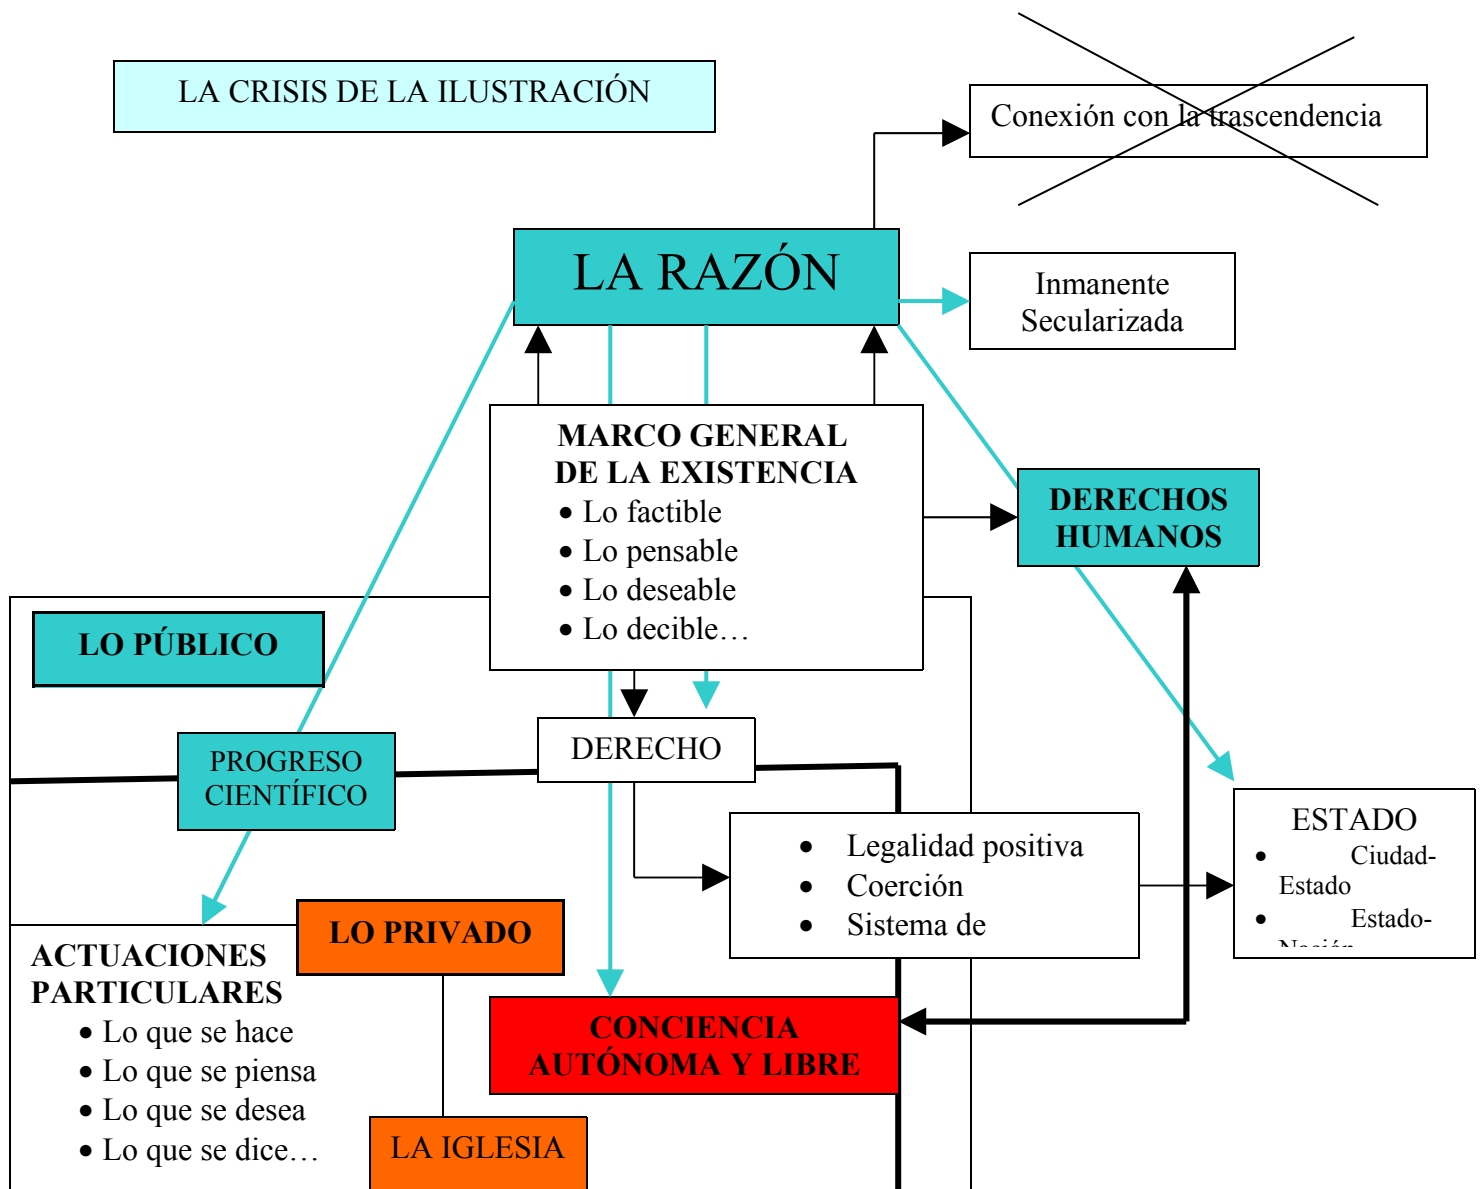 LA CRISIS DE LA ILUSTRACIÓN
Conexión con la trascendencia
LA RAZÓN
Inmanente
Secularizada
MARCO GENERAL
DE LA EXISTENCIA
• Lo factible
• Lo pensable
• Lo deseable
• Lo decible…
DERECHOS
HUMANOS
LO PÚBLICO
PROGRESO
CIENTÍFICO
DERECHO
• Legalidad positiva
• Coerción
• Sistema de
ESTADO
• Ciudad-
Estado
• Estado-
LO PRIVADO
ACTUACIONES
PARTICULARES
• Lo que se hace
• Lo que se piensa
• Lo que se desea
• Lo que se dice…
CONCIENCIA
AUTÓNOMA Y LIBRE
LA IGLESIA